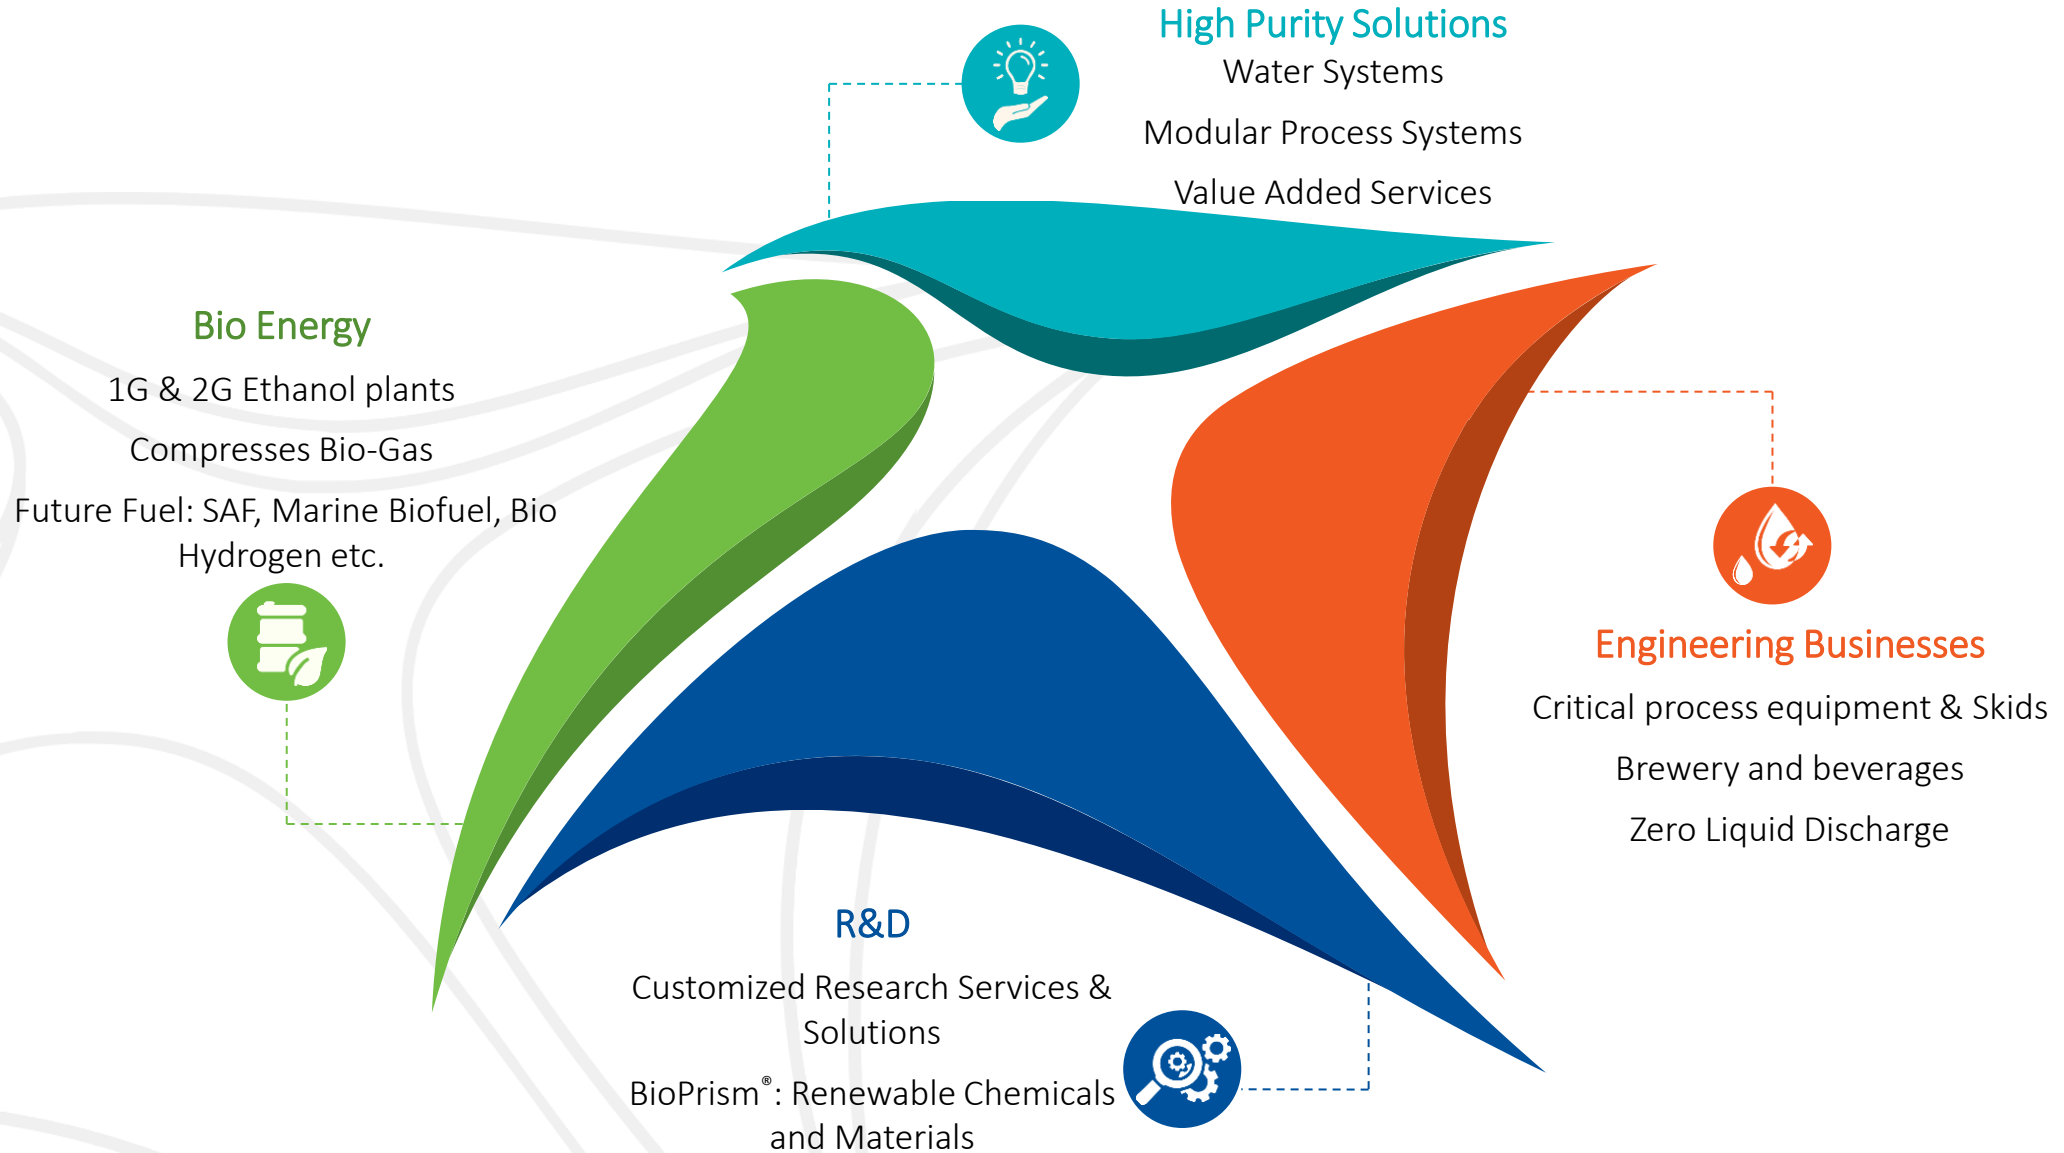 High Purity Solutions
Water Systems
Modular Process Systems
Value Added Services
Bio Energy
1G & 2G Ethanol plants
Compresses Bio-Gas
Future Fuel: SAF, Marine Biofuel, Bio
Hydrogen etc.
Engineering Businesses
Critical process equipment & Skids
Brewery and beverages
Zero Liquid Discharge
R&D
Customized Research Services &
Solutions
BioPrism®: Renewable Chemicals
and Materials